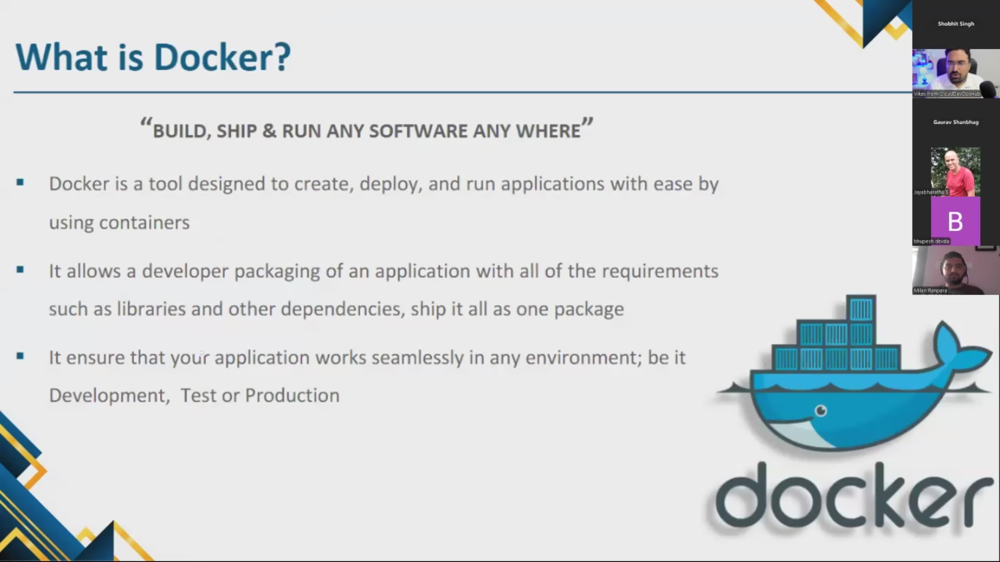 What is Docker?
“BUILD, SHIP & RUN ANY SOFTWARE ANY WHERE”
▪ Docker is a tool designed to create, deploy, and run applications with ease by
using containers
▪ It allows a developer packaging of an application with all of the requirements
such as libraries and other dependencies, ship it all as one package
▪ It ensure that your application works seamlessly in any environment; be it
Development, Test or Production
docker
Shobhit Singh
Vikas from CloudDevOpsHub
Gaurav Shanbhag
Jayabharatha S
B
bhupesh devda
Milan Ranpara